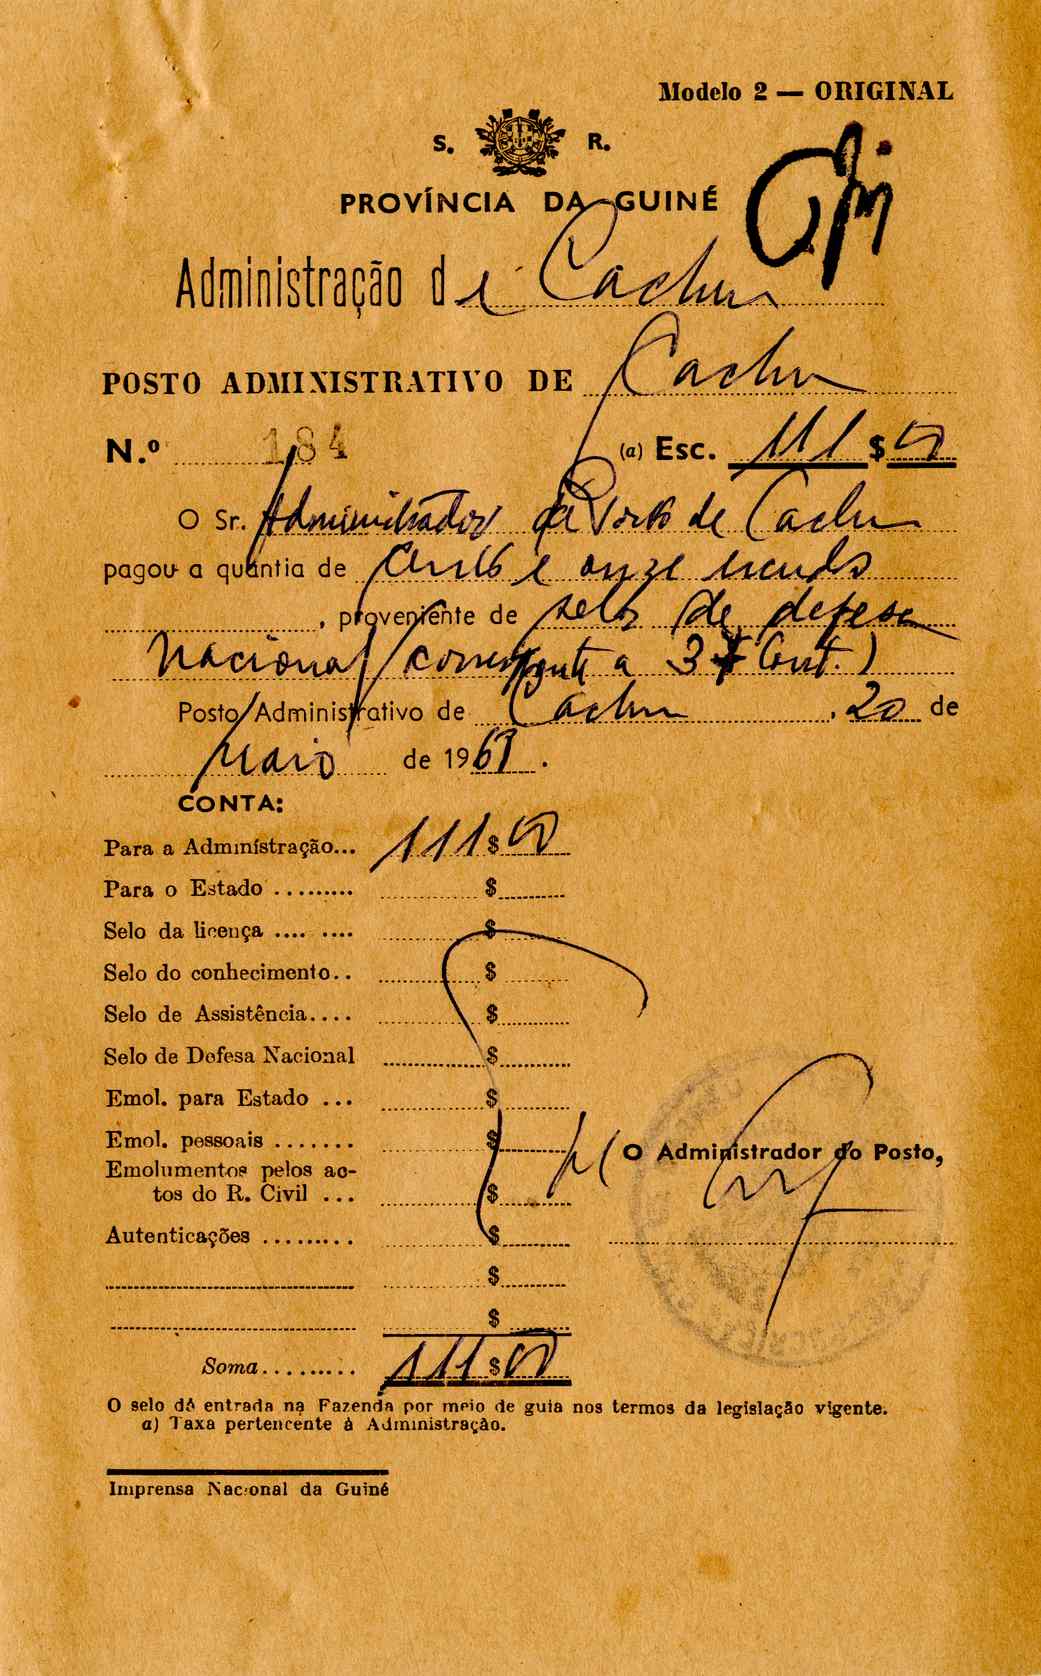 Modelo 2 — ORIGINAL
S. R.
PROVÍNCIA DA GUINÉ
Administração de Cacheu
POSTO ADMINISTRATIVO DE Cacheu
N.º 184 (a) Esc. 111$00
O Sr. Administrador do Posto de Cacheu
pagou a quantia de cento e onze escudos
, proveniente de selo de defesa
Nacional (correspondente a 37 Cont.)
Posto Administrativo de Cacheu, 20 de
Maio de 1961.
CONTA:
Para a Administração... 111$00
Para o Estado ......... $
Selo da licença .... .... $
Selo do conhecimento.. $
Selo de Assistência.... $
Selo de Defesa Nacional $
Emol. para Estado ... $
Emol. pessoais ....... $
Emolumentos pelos ac-
tos do R. Civil ... $
Autenticações ......... $
$
$
O Administrador do Posto,
Soma......... 111$00
O selo dá entrada na Fazenda por meio de guia nos termos da legislação vigente.
a) Taxa pertencente à Administração.
Imprensa Nacional da Guiné